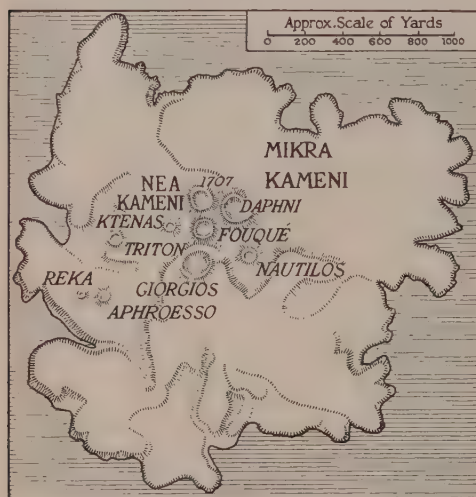 Approx. Scale of Yards
0 200 400 600 800 1000
MIKRA
KAMENI
NEA
KAMENI
1707
DAPHNI
KTENAS
FOUQUÉ
TRITON
NAUTILOS
REKA
GIORGIOS
APHROESSO